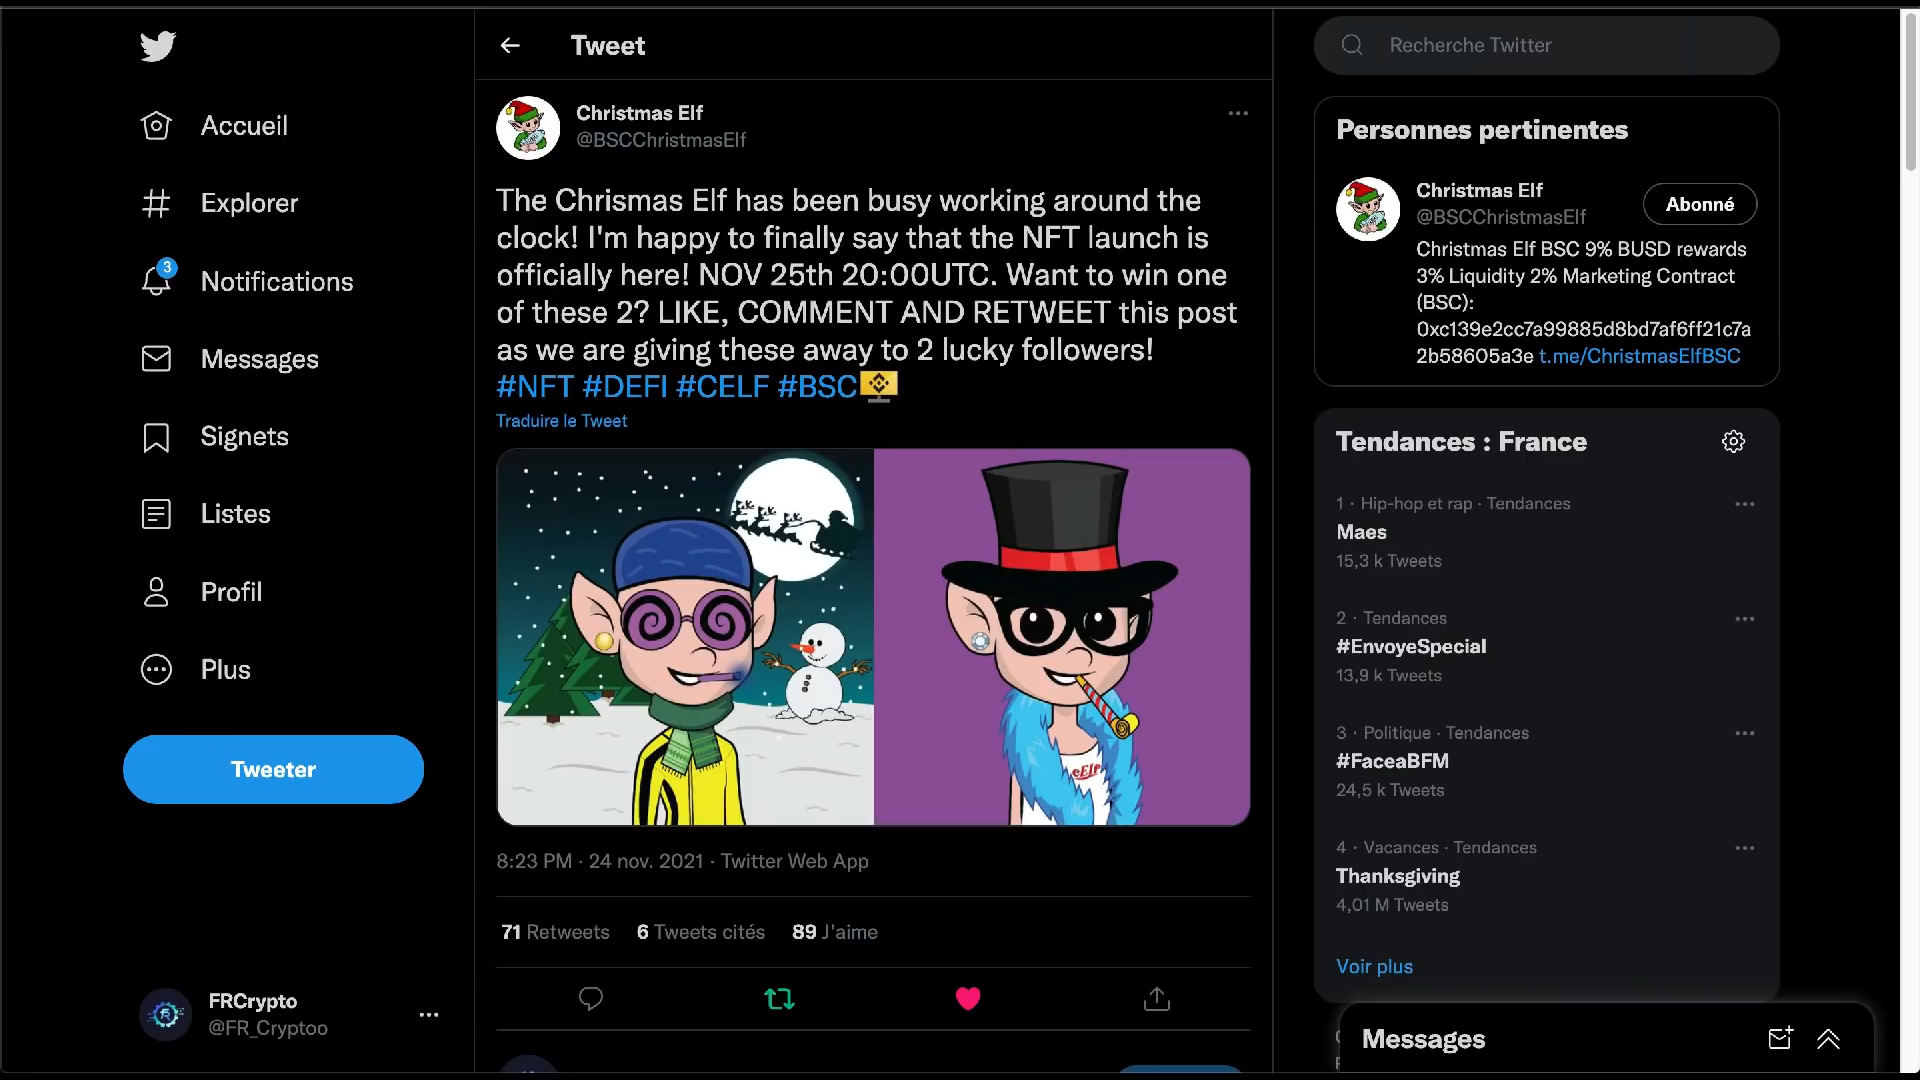 Accueil
Explorer
3
Notifications
Messages
Signets
Listes
Profil
Plus
Tweeter
FRCrypto
@FR_Cryptoo
Tweet
Christmas Elf
@BSCChristmasElf
The Chrismas Elf has been busy working around the
clock! I'm happy to finally say that the NFT launch is
officially here! NOV 25th 20:00UTC. Want to win one
of these 2? LIKE, COMMENT AND RETWEET this post
as we are giving these away to 2 lucky followers!
#NFT #DEFI #CELF #BSC
Traduire le Tweet
8:23 PM · 24 nov. 2021 · Twitter Web App
71 Retweets 6 Tweets cités 89 J'aime
Recherche Twitter
Personnes pertinentes
Christmas Elf
@BSCChristmasElf
Abonné
Christmas Elf BSC 9% BUSD rewards
3% Liquidity 2% Marketing Contract
(BSC):
0xc139e2cc7a99885d8bd7af6ff21c7a
2b58605a3e t.me/ChristmasElfBSC
Tendances : France
1 · Hip-hop et rap · Tendances
Maes
15,3 k Tweets
2 · Tendances
#EnvoyeSpecial
13,9 k Tweets
3 · Politique · Tendances
#FaceaBFM
24,5 k Tweets
4 · Vacances · Tendances
Thanksgiving
4,01 M Tweets
Voir plus
Messages